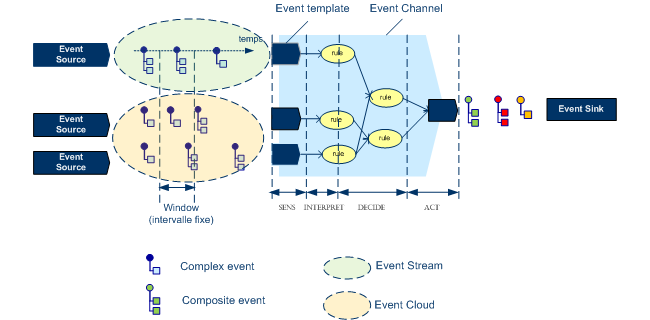 Event template
Event Channel
Event
Source
temps
rule
rule
Event
Source
rule
rule
Event Sink
Event
Source
rule
Window
(intervalle fixe)
SENS
INTERPRET
DECIDE
ACT
Complex event
Event Stream
Composite event
Event Cloud